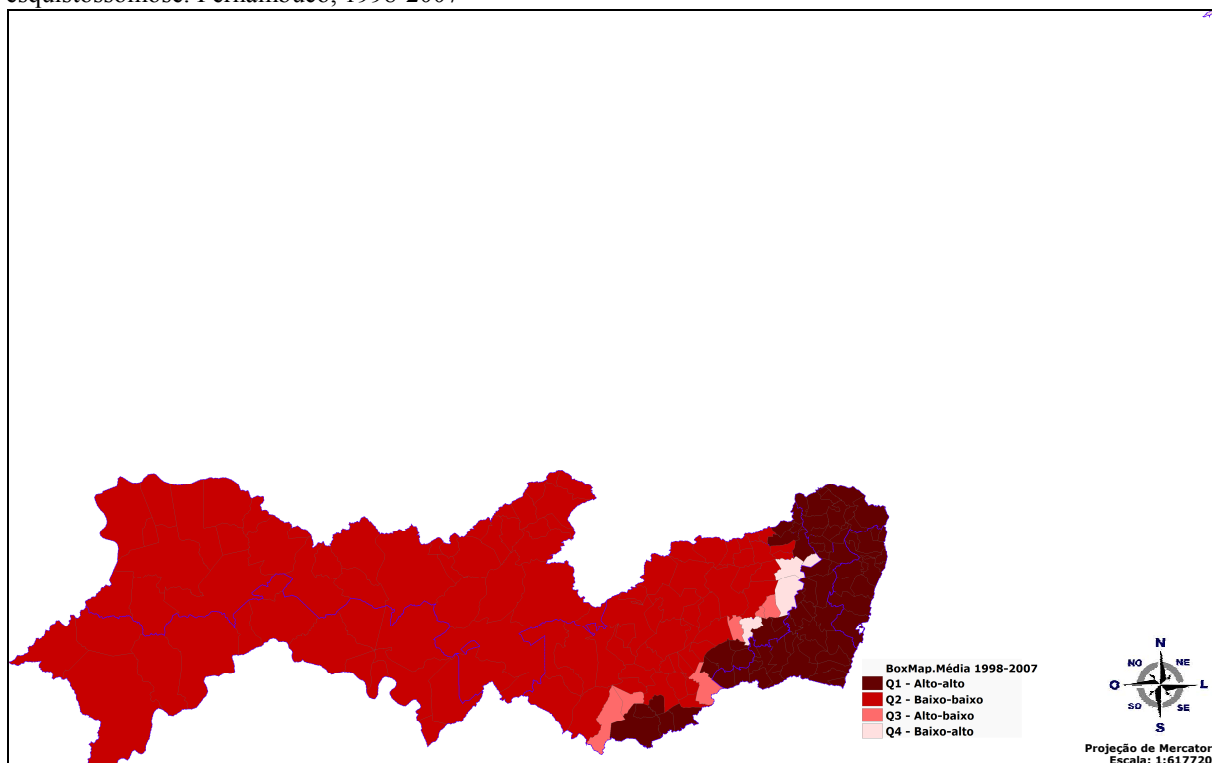 esquistossomose. Pernambuco, 1998-2007
BoxMap.Média 1998-2007
Q1 - Alto-alto
Q2 - Baixo-baixo
Q3 - Alto-baixo
Q4 - Baixo-alto
N
NO NE
O L
SO SE
S
Projeção de Mercator
Escala: 1:617720